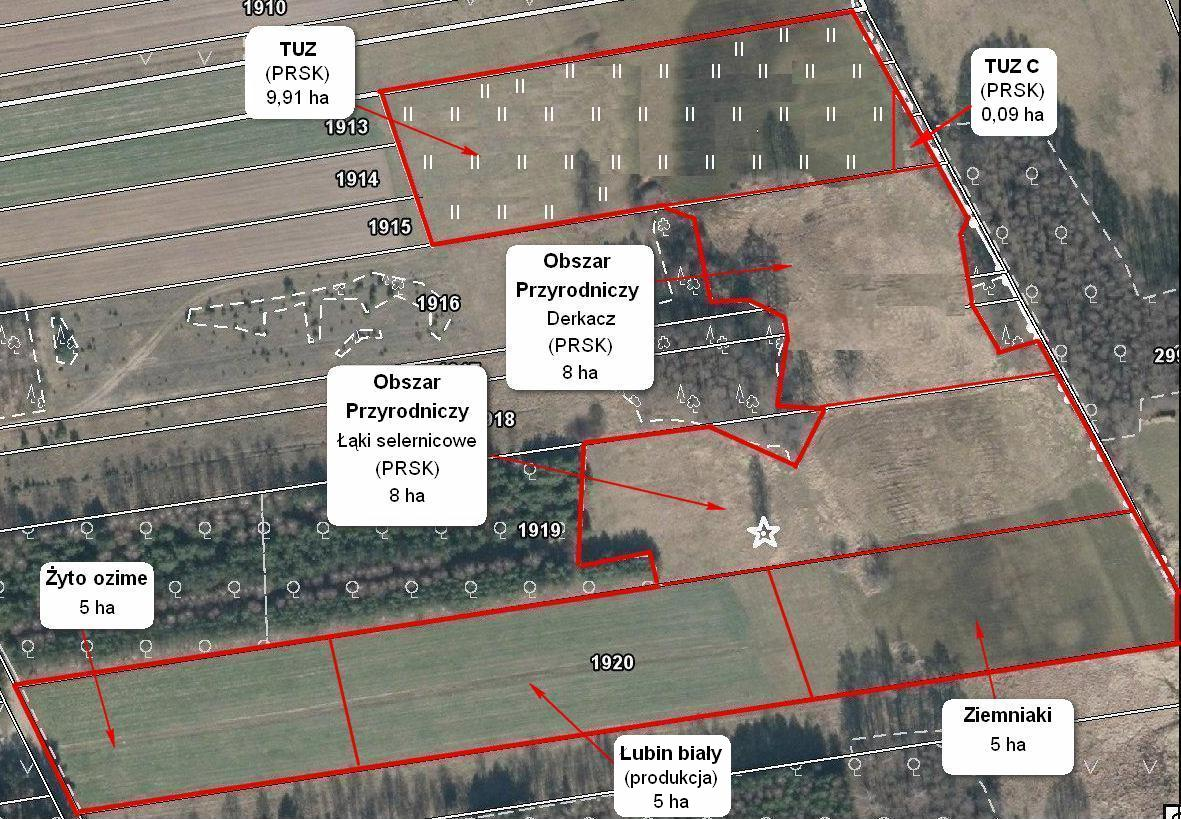 1910
TUZ
(PRSK)
9,91 ha
TUZ C
(PRSK)
0,09 ha
1913
1914
1915
Obszar
Przyrodniczy
Derkacz
(PRSK)
8 ha
1916
Obszar
Przyrodniczy
Łąki selernicowe
(PRSK)
8 ha
18
299
1919
Żyto ozime
5 ha
1920
Ziemniaki
5 ha
Łubin biały
(produkcja)
5 ha